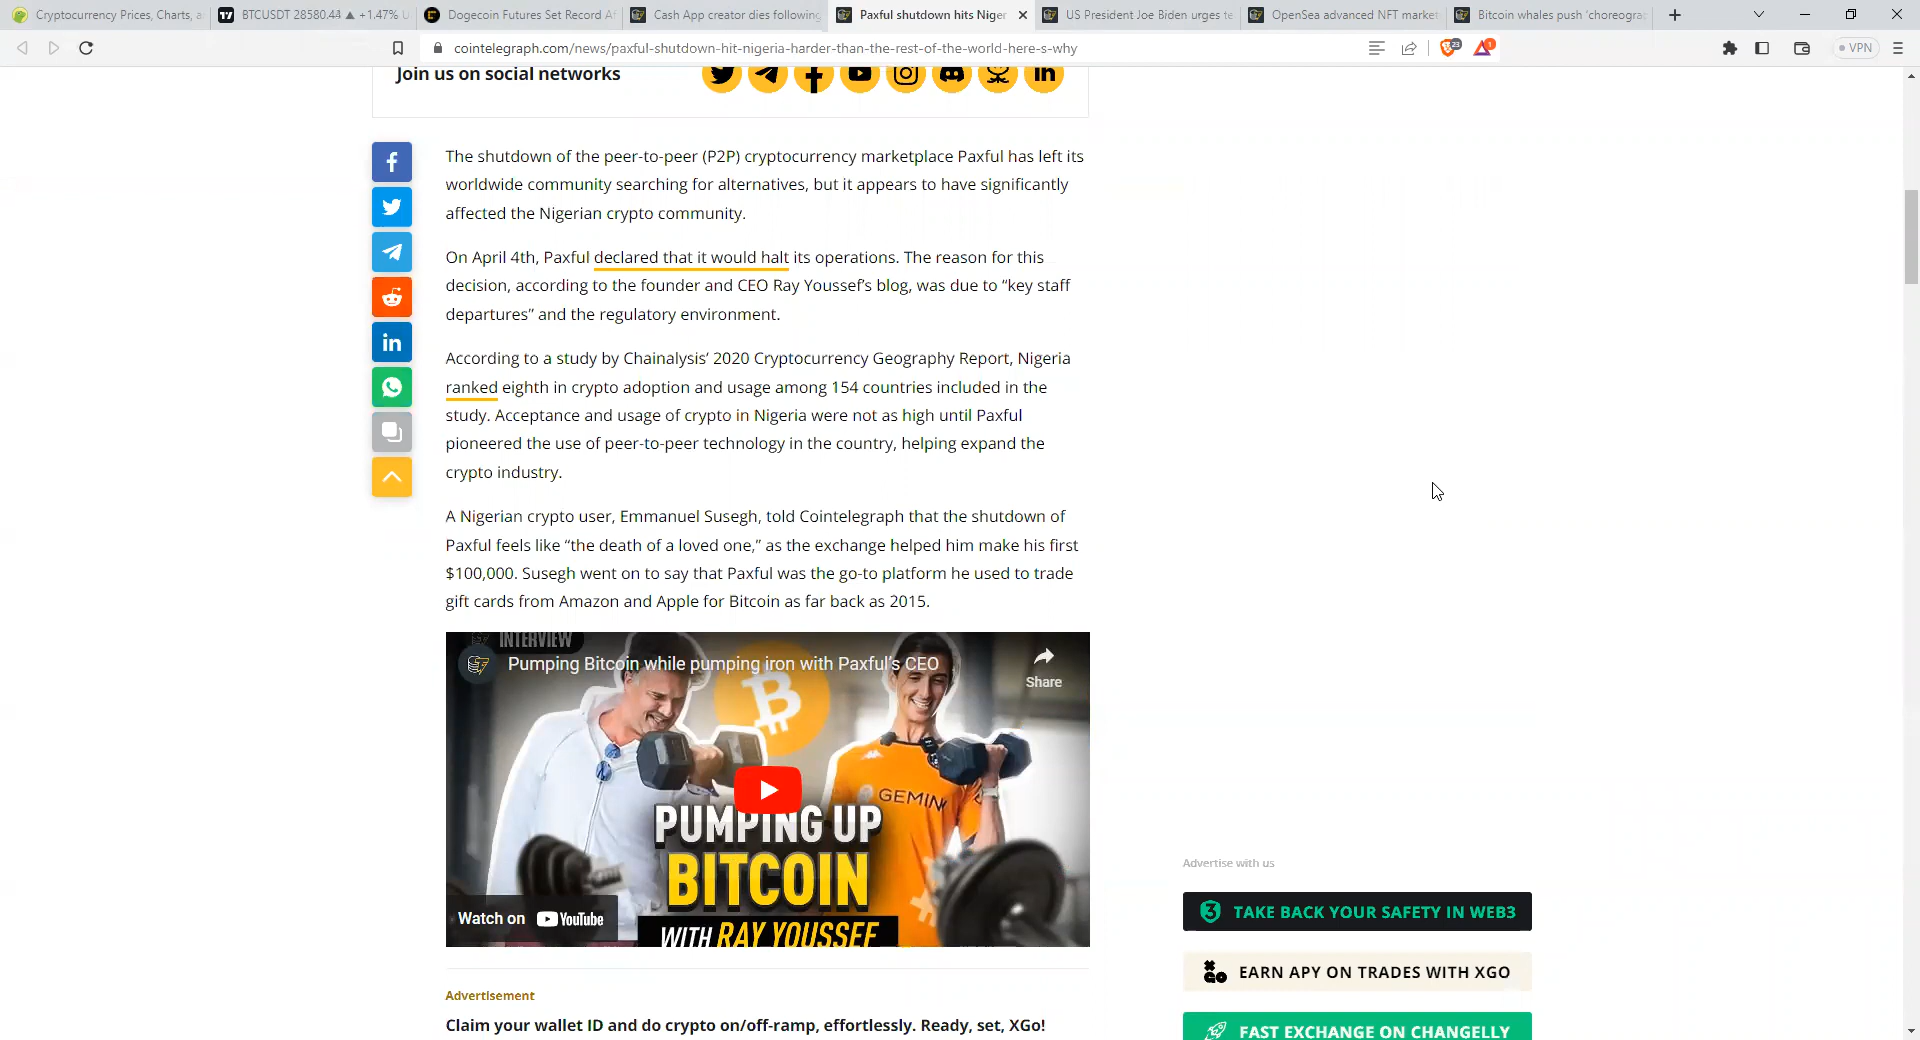 Cryptocurrency Prices, Charts, a
BTCUSDT 28580.44 ▲ +1.47% U
Dogecoin Futures Set Record A
Cash App creator dies following
Paxful shutdown hits Niger
US President Joe Biden urges te
OpenSea advanced NFT market
Bitcoin whales push ‘choreogra
cointelegraph.com/news/paxful-shutdown-hit-nigeria-harder-than-the-rest-of-the-world-here-s-why
23
1
VPN
Join us on social networks
The shutdown of the peer-to-peer (P2P) cryptocurrency marketplace Paxful has left its
worldwide community searching for alternatives, but it appears to have significantly
affected the Nigerian crypto community.
On April 4th, Paxful declared that it would halt its operations. The reason for this
decision, according to the founder and CEO Ray Youssef’s blog, was due to “key staff
departures” and the regulatory environment.
According to a study by Chainalysis’ 2020 Cryptocurrency Geography Report, Nigeria
ranked eighth in crypto adoption and usage among 154 countries included in the
study. Acceptance and usage of crypto in Nigeria were not as high until Paxful
pioneered the use of peer-to-peer technology in the country, helping expand the
crypto industry.
A Nigerian crypto user, Emmanuel Susegh, told Cointelegraph that the shutdown of
Paxful feels like “the death of a loved one,” as the exchange helped him make his first
$100,000. Susegh went on to say that Paxful was the go-to platform he used to trade
gift cards from Amazon and Apple for Bitcoin as far back as 2015.
INTERVIEW
Pumping Bitcoin while pumping iron with Paxful’s CEO
Share
GEMINI
PUMPING UP
BITCOIN
WITH RAY YOUSSEF
Watch on YouTube
Advertise with us
TAKE BACK YOUR SAFETY IN WEB3
EARN APY ON TRADES WITH XGO
FAST EXCHANGE ON CHANGELLY
Advertisement
Claim your wallet ID and do crypto on/off-ramp, effortlessly. Ready, set, XGo!